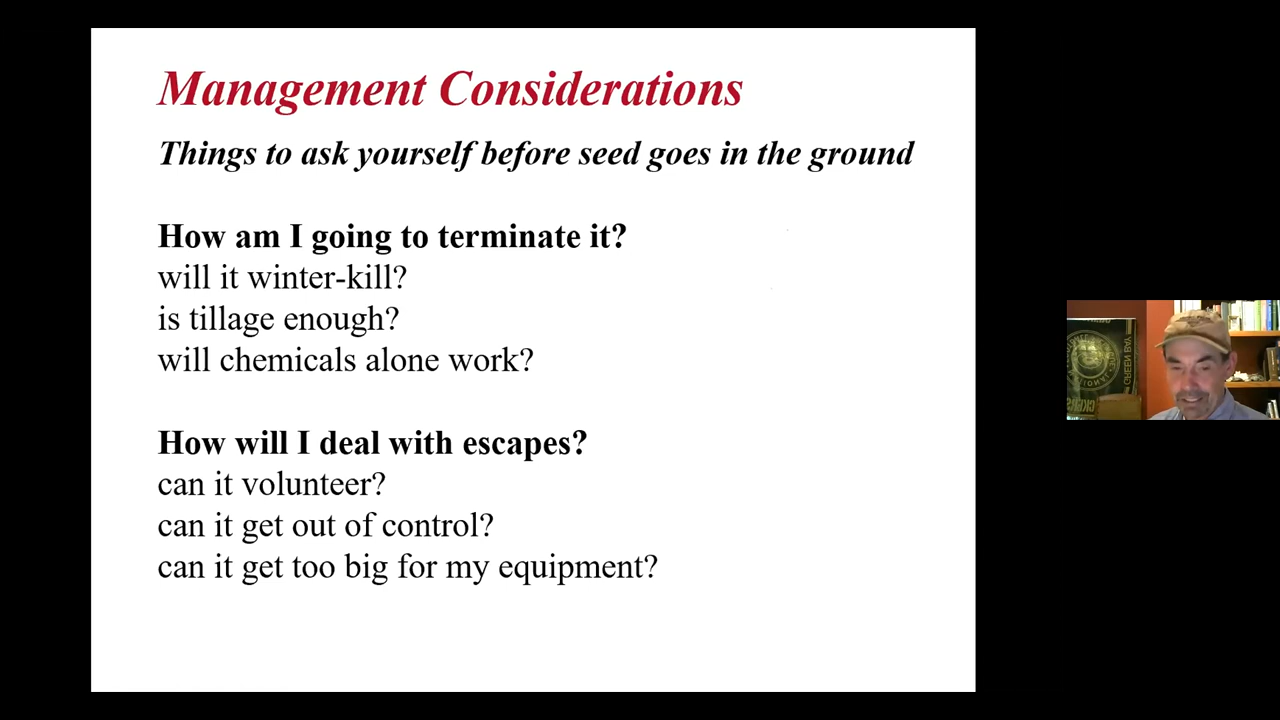 Management Considerations
Things to ask yourself before seed goes in the ground
How am I going to terminate it?
will it winter-kill?
is tillage enough?
will chemicals alone work?
How will I deal with escapes?
can it volunteer?
can it get out of control?
can it get too big for my equipment?
GREEN BAY